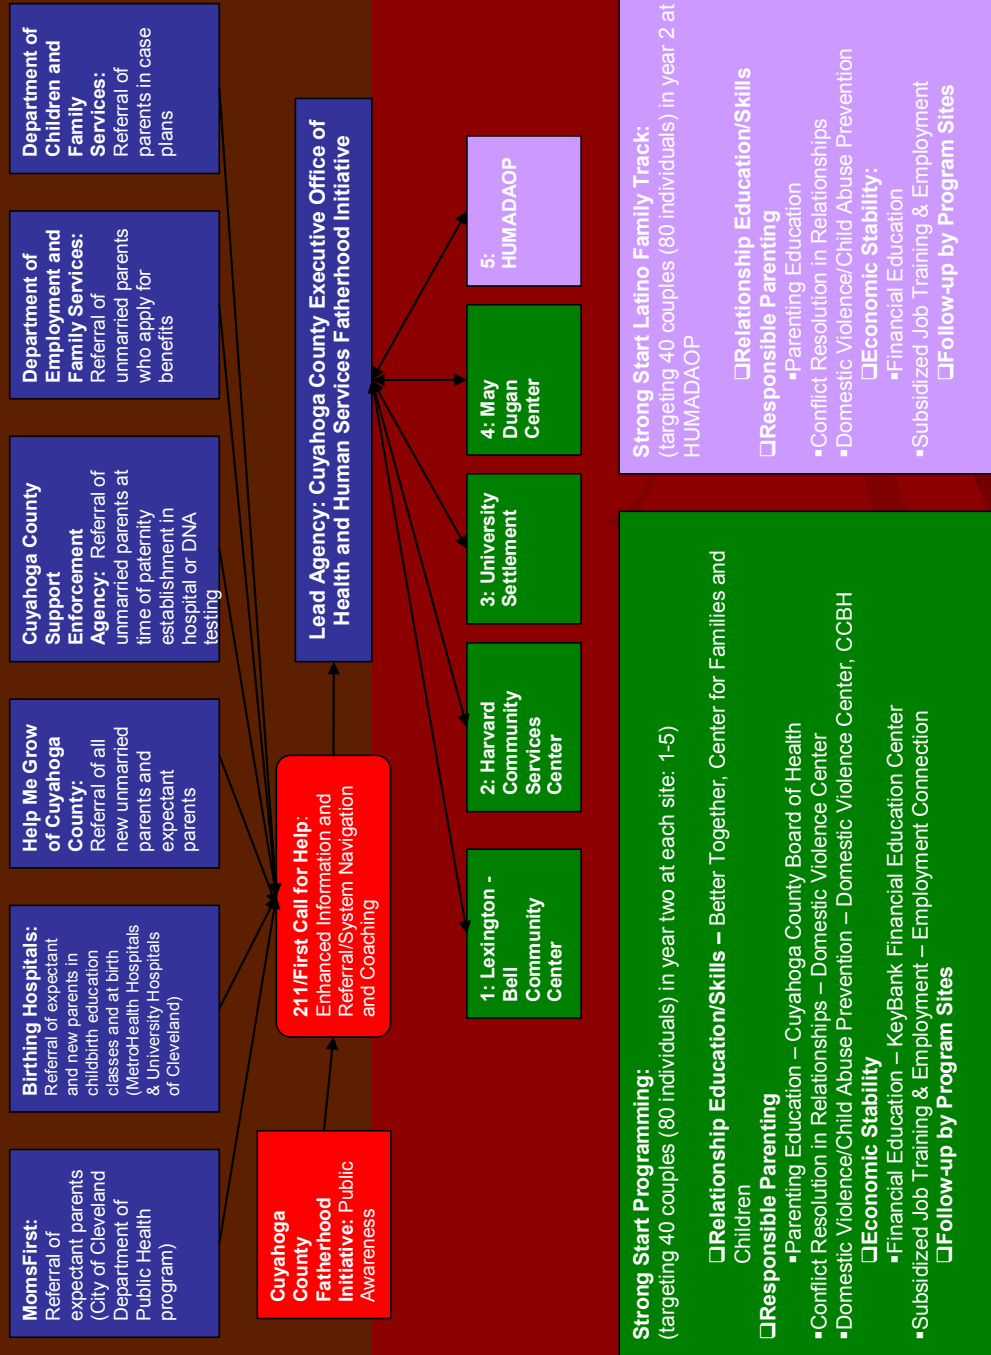 MomsFirst:
Referral of
expectant parents
(City of Cleveland
Department of
Public Health
program)
Birthing Hospitals:
Referral of expectant
and new parents in
childbirth education
classes and at birth
(MetroHealth Hospitals
& University Hospitals
of Cleveland)
Help Me Grow
of Cuyahoga
County:
Referral of all
new unmarried
parents and
expectant
parents
Cuyahoga County
Support
Enforcement
Agency: Referral of
unmarried parents at
time of paternity
establishment in
hospital or DNA
testing
Department of
Employment and
Family Services:
Referral of
unmarried parents
who apply for
benefits
Department of
Children and
Family
Services:
Referral of
parents in case
plans
Cuyahoga
County
Fatherhood
Initiative: Public
Awareness
211/First Call for Help:
Enhanced Information and
Referral/System Navigation
and Coaching
Lead Agency: Cuyahoga County Executive Office of
Health and Human Services Fatherhood Initiative
1: Lexington -
Bell
Community
Center
2: Harvard
Community
Services
Center
3: University
Settlement
4: May
Dugan
Center
5:
HUMADAOP
Strong Start Programming:
(targeting 40 couples (80 individuals) in year two at each site: 1-5)
❑Relationship Education/Skills – Better Together, Center for Families and
Children
❑Responsible Parenting
▪Parenting Education – Cuyahoga County Board of Health
▪Conflict Resolution in Relationships – Domestic Violence Center
▪Domestic Violence/Child Abuse Prevention – Domestic Violence Center, CCBH
❑Economic Stability
▪Financial Education – KeyBank Financial Education Center
▪Subsidized Job Training & Employment – Employment Connection
❑Follow-up by Program Sites
Strong Start Latino Family Track:
(targeting 40 couples (80 individuals) in year 2 at
HUMADAOP
❑Relationship Education/Skills
❑Responsible Parenting
▪Parenting Education
▪Conflict Resolution in Relationships
▪Domestic Violence/Child Abuse Prevention
❑Economic Stability:
▪Financial Education
▪Subsidized Job Training & Employment
❑Follow-up by Program Sites